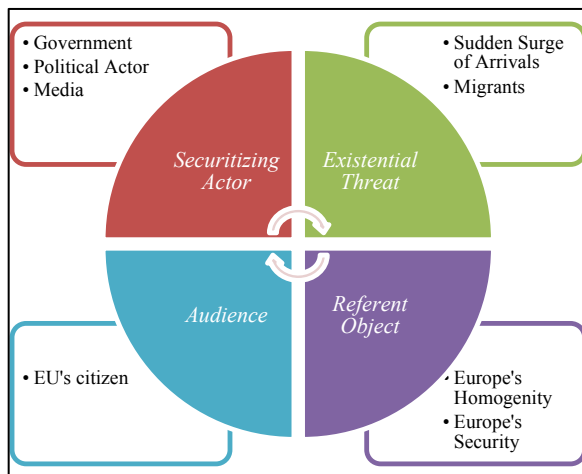 • Government
• Political Actor
• Media
• Sudden Surge
of Arrivals
• Migrants
Securitizing
Actor
Existential
Threat
Audience
Referent
Object
• EU's citizen
• Europe's
Homogenity
• Europe's
Security